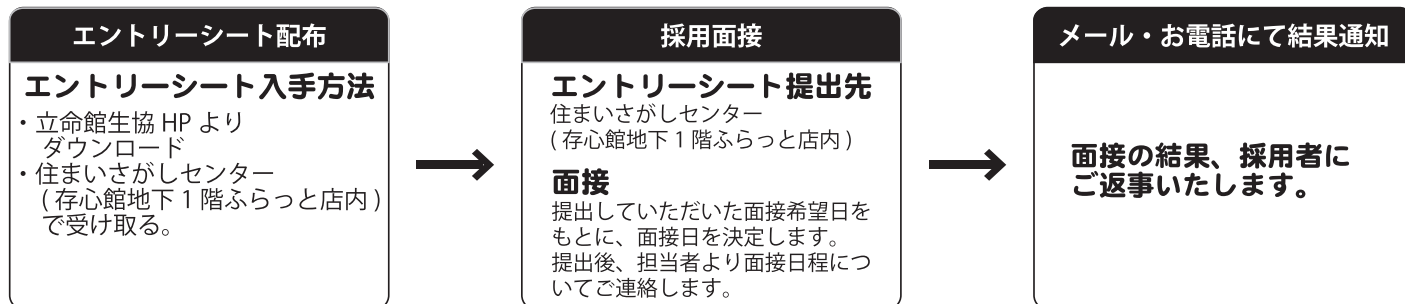 エントリーシート配布
エントリーシート入手方法
・立命館生協 HP より
ダウンロード
・住まいさがしセンター
( 存心館地下 1 階ふらっと店内 )
で受け取る。
採用面接
エントリーシート提出先
住まいさがしセンター
( 存心館地下 1 階ふらっと店内 )
面接
提出していただいた面接希望日を
もとに、面接日を決定します。
提出後、担当者より面接日程につ
いてご連絡します。
メール・お電話にて結果通知
面接の結果、採用者に
ご返事いたします。